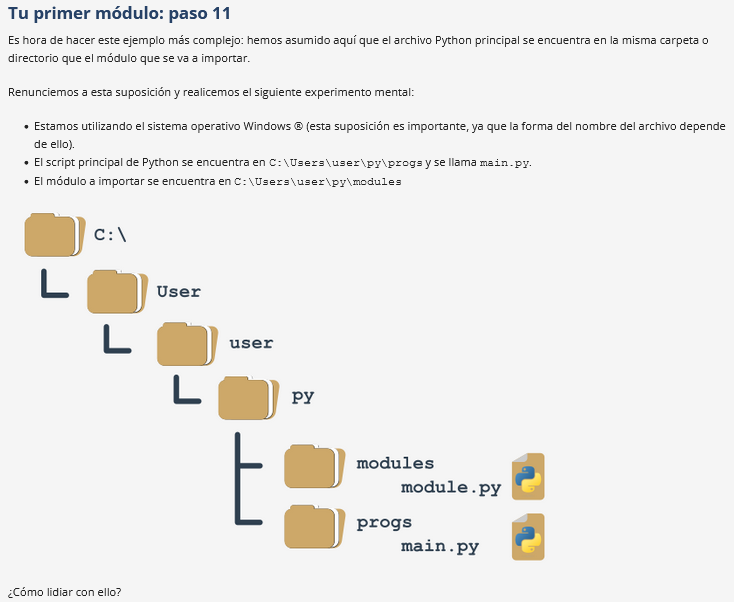 Tu primer módulo: paso 11
Es hora de hacer este ejemplo más complejo: hemos asumido aquí que el archivo Python principal se encuentra en la misma carpeta o
directorio que el módulo que se va a importar.
Renunciemos a esta suposición y realicemos el siguiente experimento mental:
• Estamos utilizando el sistema operativo Windows ® (esta suposición es importante, ya que la forma del nombre del archivo depende
de ello).
• El script principal de Python se encuentra en C:\Users\user\py\progs y se llama main.py.
• El módulo a importar se encuentra en C:\Users\user\py\modules
C:\
User
user
py
modules
module.py
progs
main.py
¿Cómo lidiar con ello?